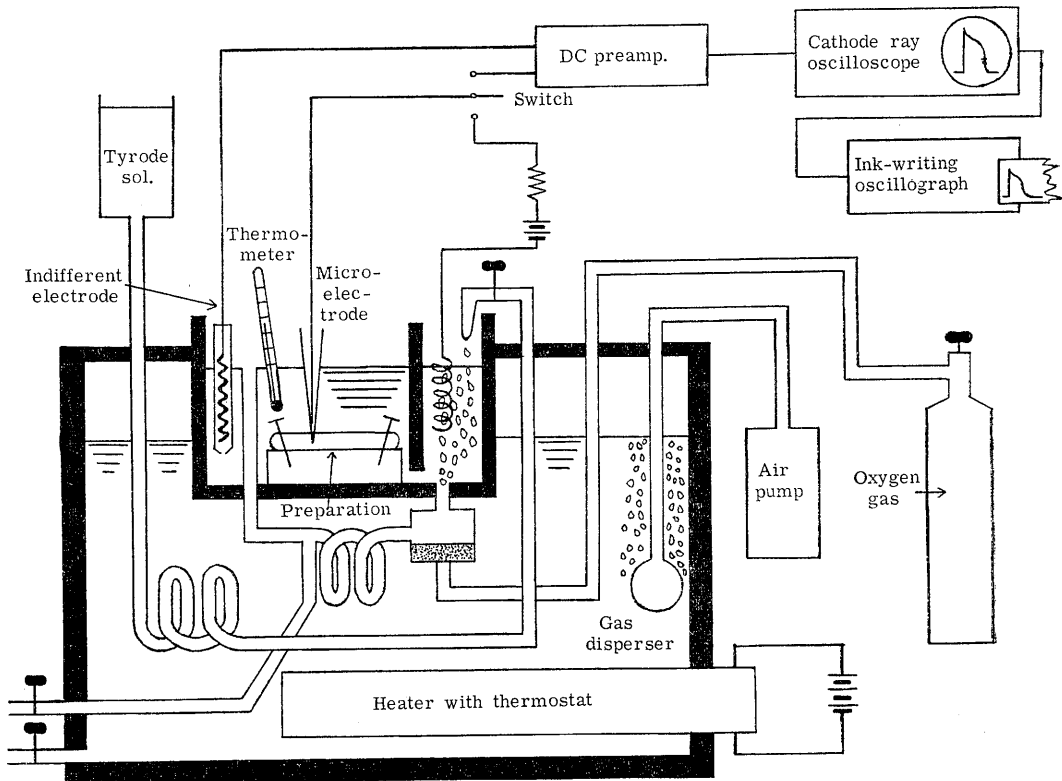 DC preamp.
Cathode ray
oscilloscope
Switch
Tyrode
sol.
Ink-writing
oscillograph
Thermo-
meter
Indifferent
electrode
Micro-
elec-
trode
Air
pump
Oxygen
gas
Preparation
Gas
disperser
Heater with thermostat